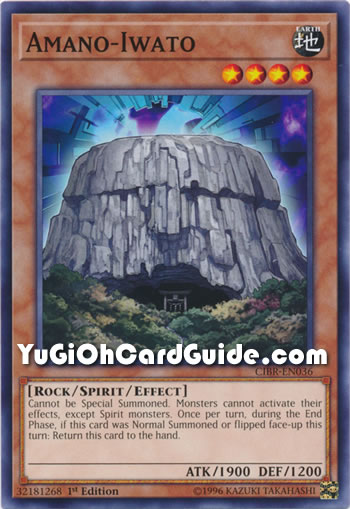 AMANO-IWATO
EARTH
地
YuGiOhCardGuide.com
CIBR-EN036
[ROCK/SPIRIT/EFFECT]
Cannot be Special Summoned. Monsters cannot activate their
effects, except Spirit monsters. Once per turn, during the End
Phase, if this card was Normal Summoned or flipped face-up this
turn: Return this card to the hand.
ATK/1900 DEF/1200
32181268 1st Edition ©1996 KAZUKI TAKAHASHI